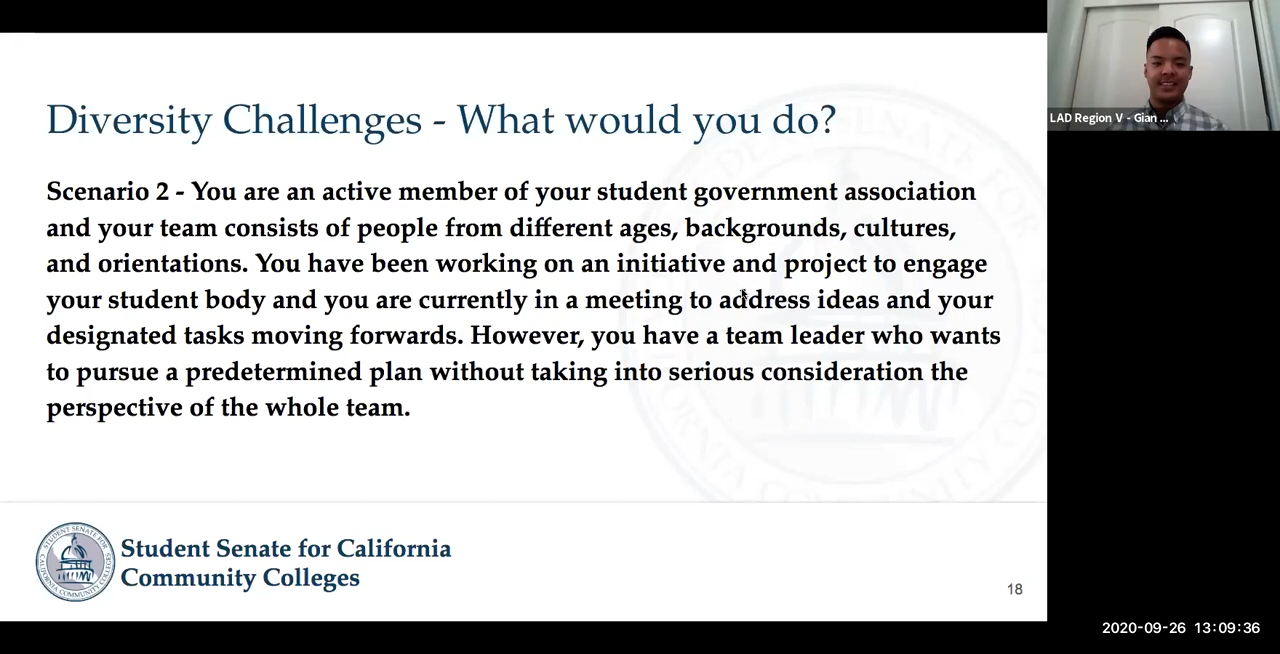 Diversity Challenges - What would you do?
Scenario 2 - You are an active member of your student government association
and your team consists of people from different ages, backgrounds, cultures,
and orientations. You have been working on an initiative and project to engage
your student body and you are currently in a meeting to address ideas and your
designated tasks moving forwards. However, you have a team leader who wants
to pursue a predetermined plan without taking into serious consideration the
perspective of the whole team.
Student Senate for California
Community Colleges
18
LAD Region V - Gian ...
2020-09-26 13:09:36